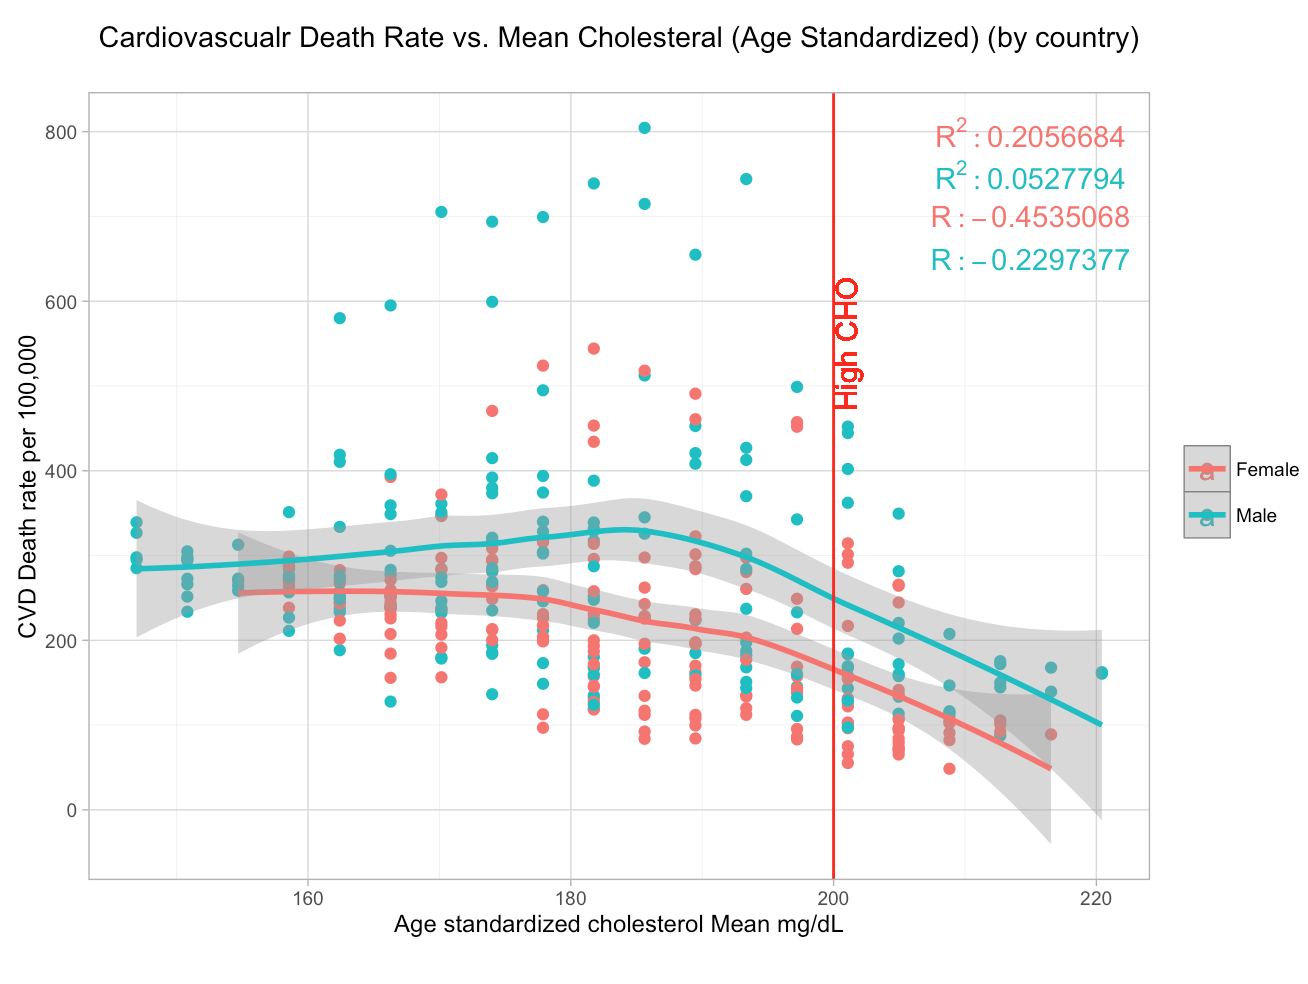 Cardiovascualr Death Rate vs. Mean Cholesteral (Age Standardized) (by country)
CVD Death rate per 100,000
800
600
400
200
0
R² : 0.2056684
R² : 0.0527794
R : −0.4535068
R : −0.2297377
High CHO
160
180
200
220
Age standardized cholesterol Mean mg/dL
a Female
a Male